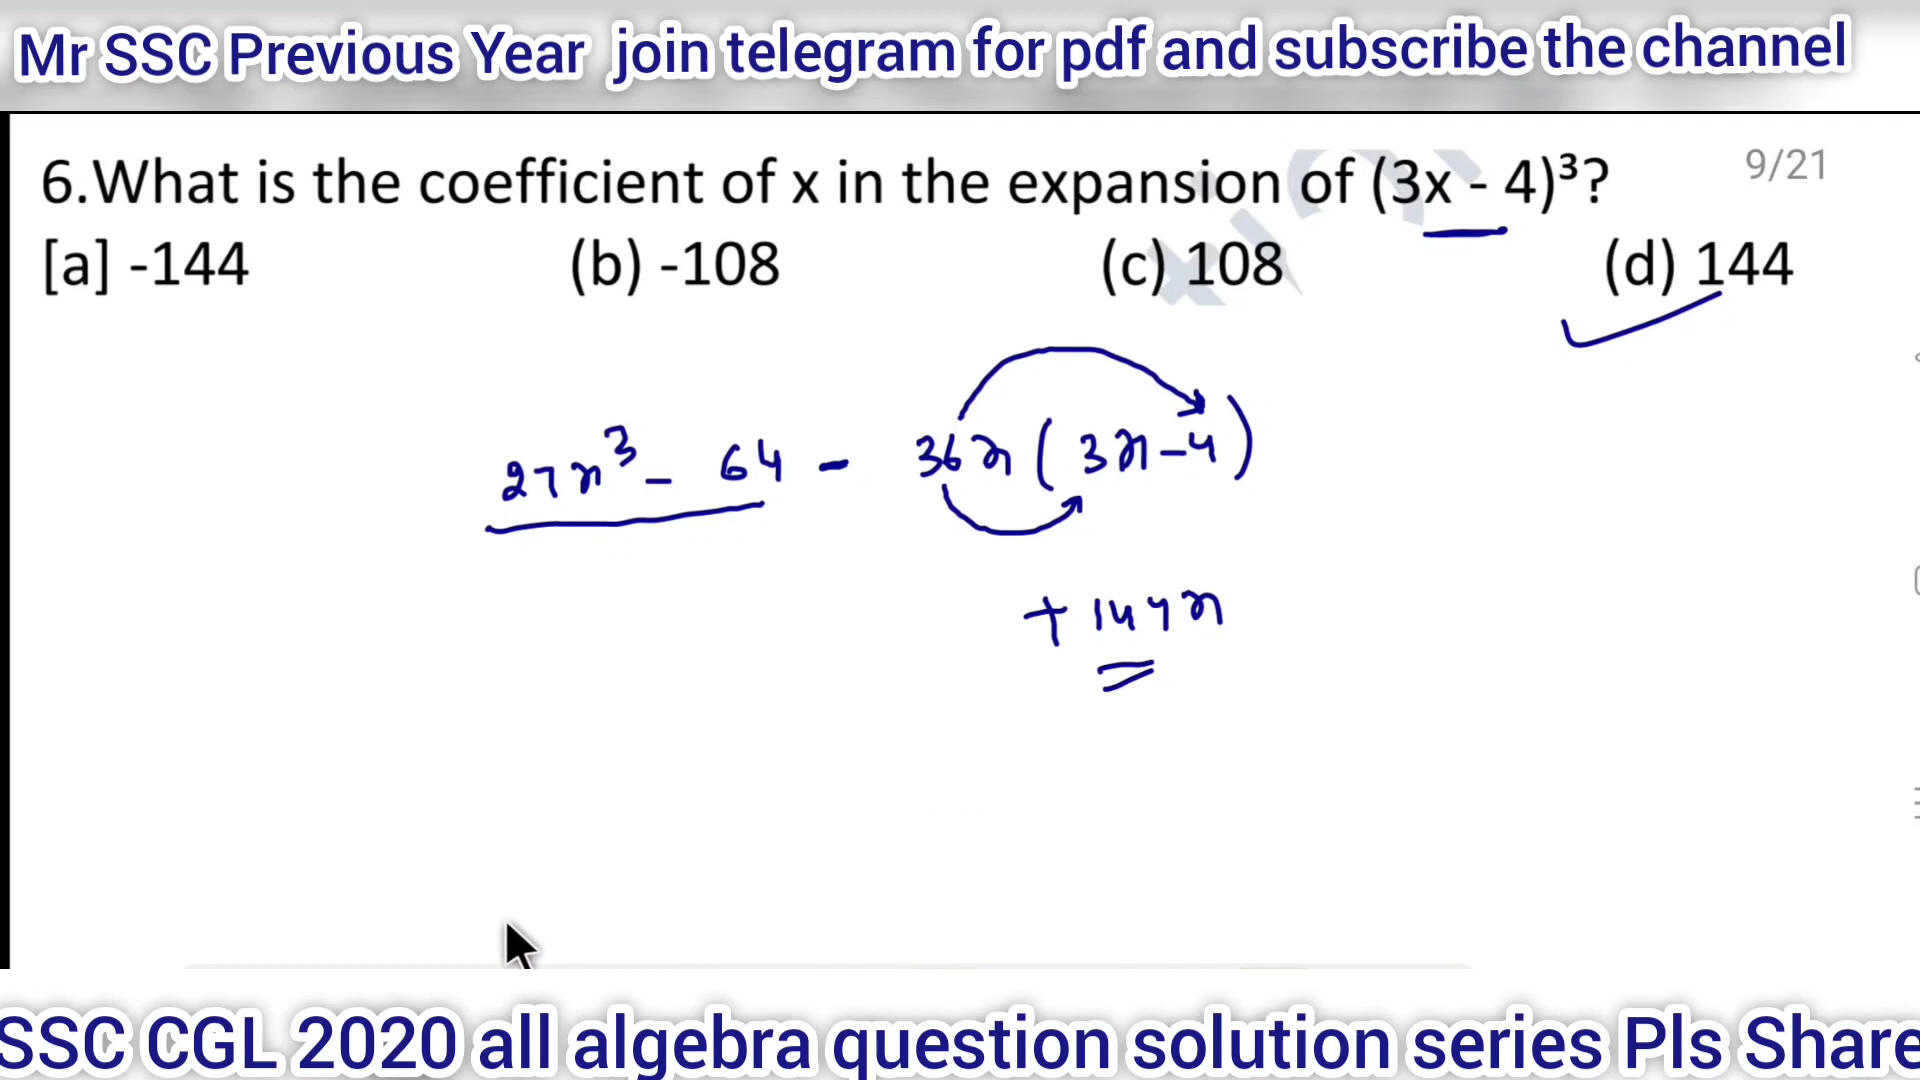 Mr SSC Previous Year join telegram for pdf and subscribe the channel
6.What is the coefficient of x in the expansion of (3x - 4)³?
9/21
[a] -144 (b) -108 (c) 108 (d) 144
27x³ - 64 - 36x(3x-4)
+144x
SSC CGL 2020 all algebra question solution series Pls Share